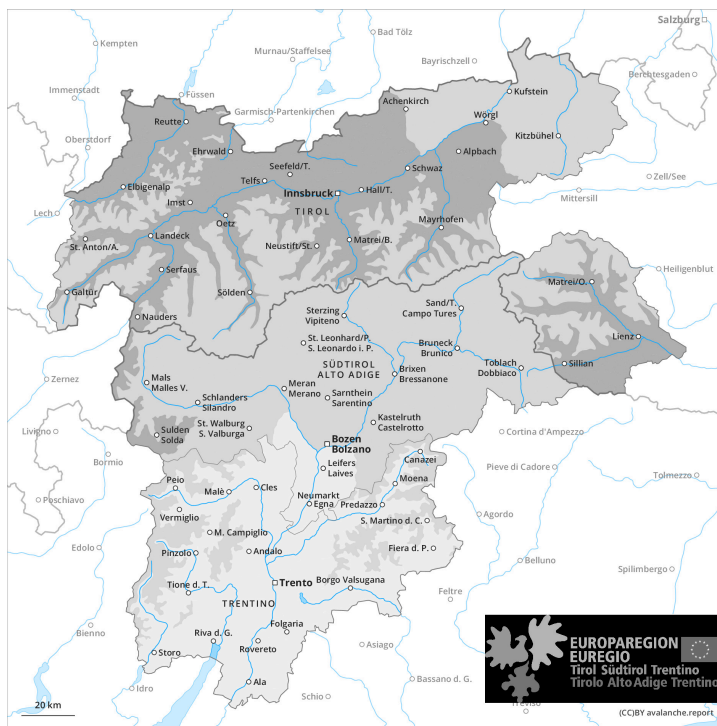 Salzburg
Kempten
Bad Tölz
Murnau/Staffelsee
Bayrischzell
Berchtesgaden
Immenstadt
Füssen
Garmisch-Partenkirchen
Achenkirch
Kufstein
Reutte
Wörgl
Oberstdorf
Ehrwald
Kitzbühel
Alpbach
Seefeld/T.
Schwaz
Telfs
Zell/See
Elbigenalp
Innsbruck
Hall/T.
Mittersill
Imst
Lech
TIROL
Oetz
Mayrhofen
Landeck
St. Anton/A.
Neustift/St.
Matrei/B.
Serfaus
Heiligenblut
Matrei/O.
Galtür
Sölden
Nauders
Sterzing
Vipiteno
Sand/T.
Campo Tures
Lienz
St. Leonhard/P.
S. Leonardo i. P.
Bruneck
Brunico
Sillian
SÜDTIROL
ALTO ADIGE
Toblach
Dobbiaco
Brixen
Bressanone
Zernez
Mals
Malles V.
Meran
Merano
Schlanders
Silandro
Sarnthein
Sarentino
St. Walburg
S. Valburga
Kastelruth
Castelrotto
Livigno
Sulden
Solda
Cortina d'Ampezzo
Bozen
Bolzano
Bormio
Canazei
Leifers
Laives
Pieve di Cadore
Tolmezzo
Peio
Moena
Malè
Cles
Neumarkt
Egna
Predazzo
Poschiavo
Vermiglio
Agordo
S. Martino d. C.
M. Campiglio
Edolo
Pinzolo
Andalo
Fiera d. P.
Belluno
Spilimbergo
Tione d. T.
Trento
Borgo Valsugana
Feltre
TRENTINO
Folgaria
Bienno
Riva d. G.
Rovereto
Asiago
Storo
Idro
Ala
Schio
Bassano d. G.
EUROPAREGION
EUREGIO
Tirol Südtirol Trentino
Tirolo Alto Adige Trentino
Treviso
20 km
(CC)BY avalanche.report